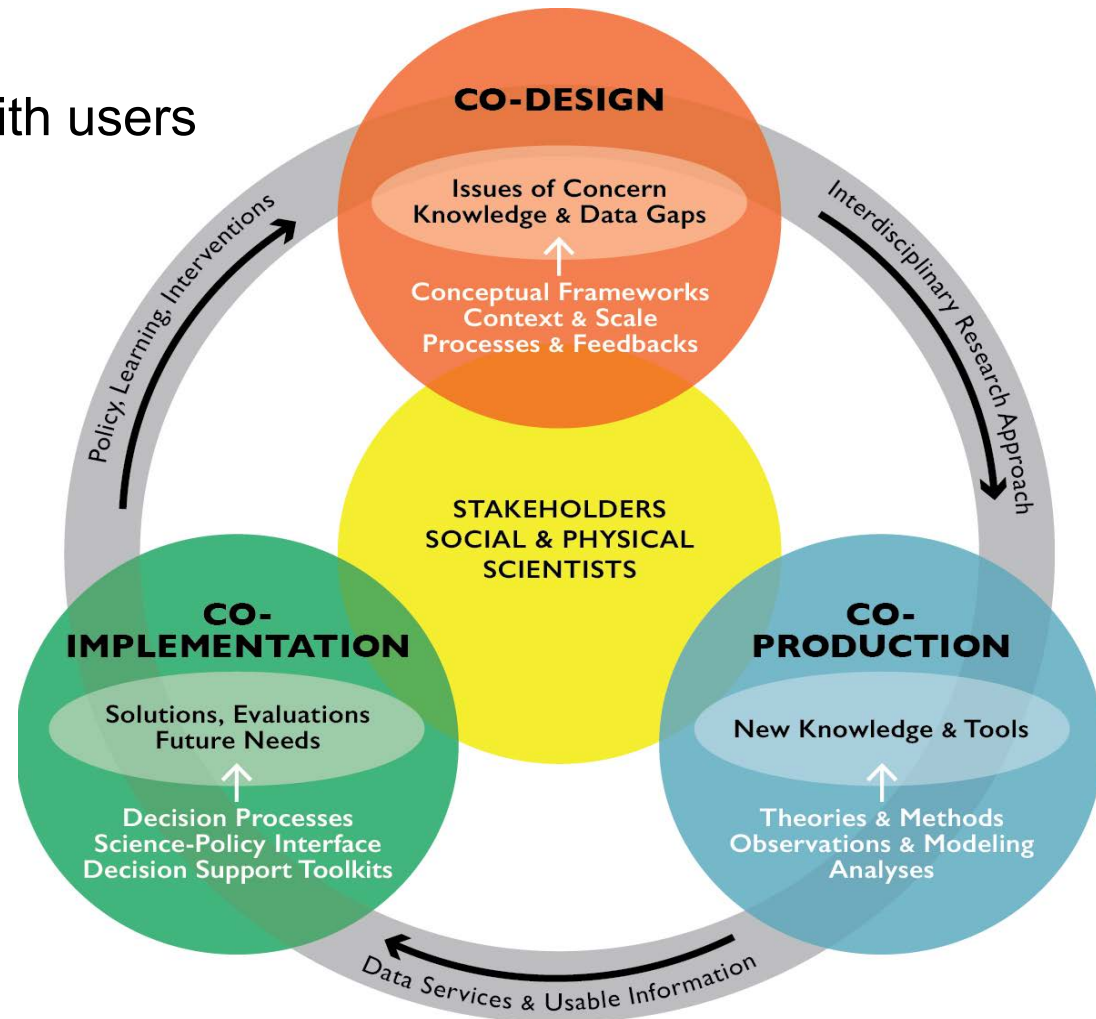 ith users
CO-DESIGN
Issues of Concern
Knowledge & Data Gaps
Conceptual Frameworks
Context & Scale
Processes & Feedbacks
Policy, Learning, Interventions
Interdisciplinary Research Approach
STAKEHOLDERS
SOCIAL & PHYSICAL
SCIENTISTS
CO-
IMPLEMENTATION
Solutions, Evaluations
Future Needs
Decision Processes
Science-Policy Interface
Decision Support Toolkits
CO-
PRODUCTION
New Knowledge & Tools
Theories & Methods
Observations & Modeling
Analyses
Data Services & Usable Information